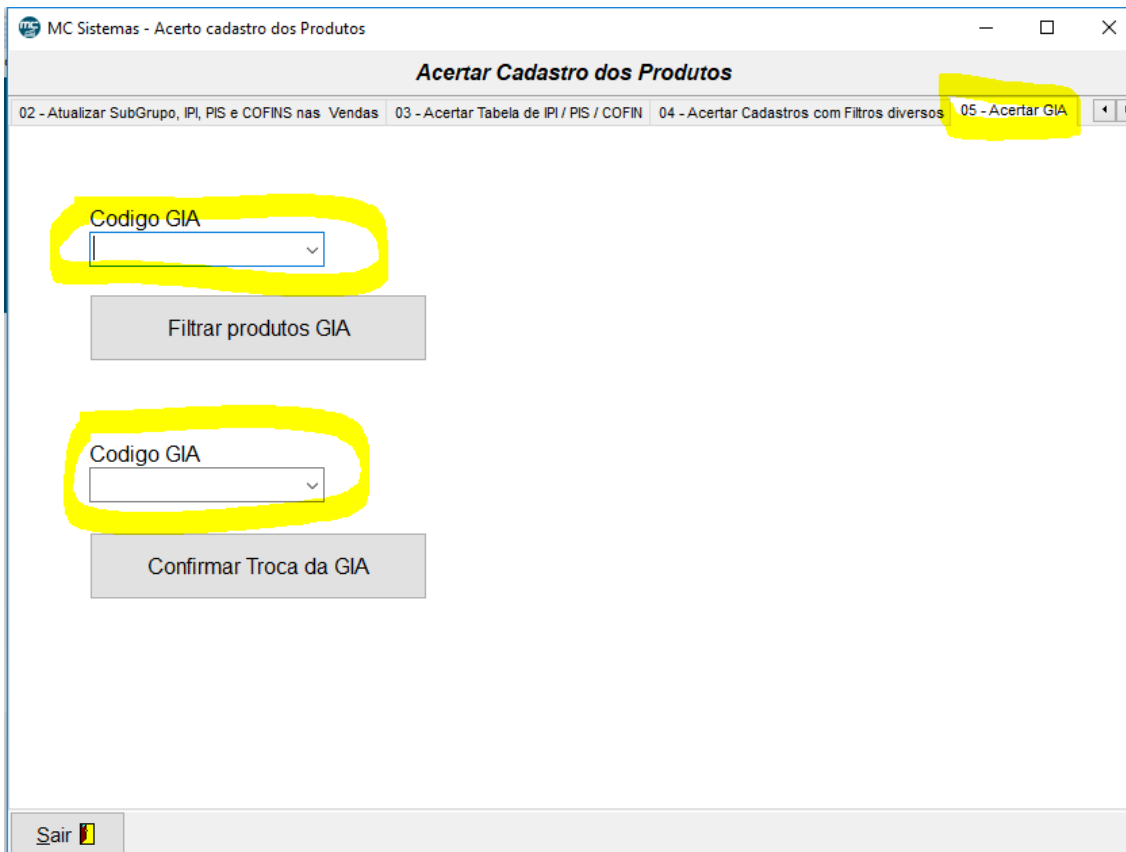 MC Sistemas - Acerto cadastro dos Produtos
Acertar Cadastro dos Produtos
02 - Atualizar SubGrupo, IPI, PIS e COFINS nas Vendas 03 - Acertar Tabela de IPI / PIS / COFIN 04 - Acertar Cadastros com Filtros diversos 05 - Acertar GIA
Codigo GIA
Filtrar produtos GIA
Codigo GIA
Confirmar Troca da GIA
Sair